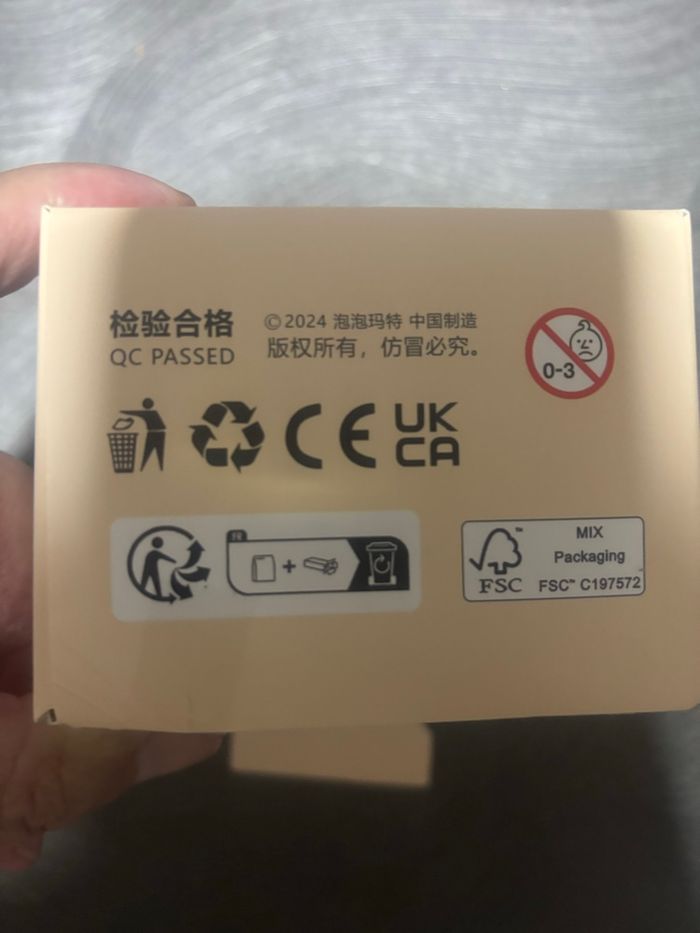 检验合格
QC PASSED
©2024 泡泡玛特 中国制造
版权所有，仿冒必究。
0-3
CE
UK
CA
FR
FSC™
MIX
Packaging
FSC™ C197572